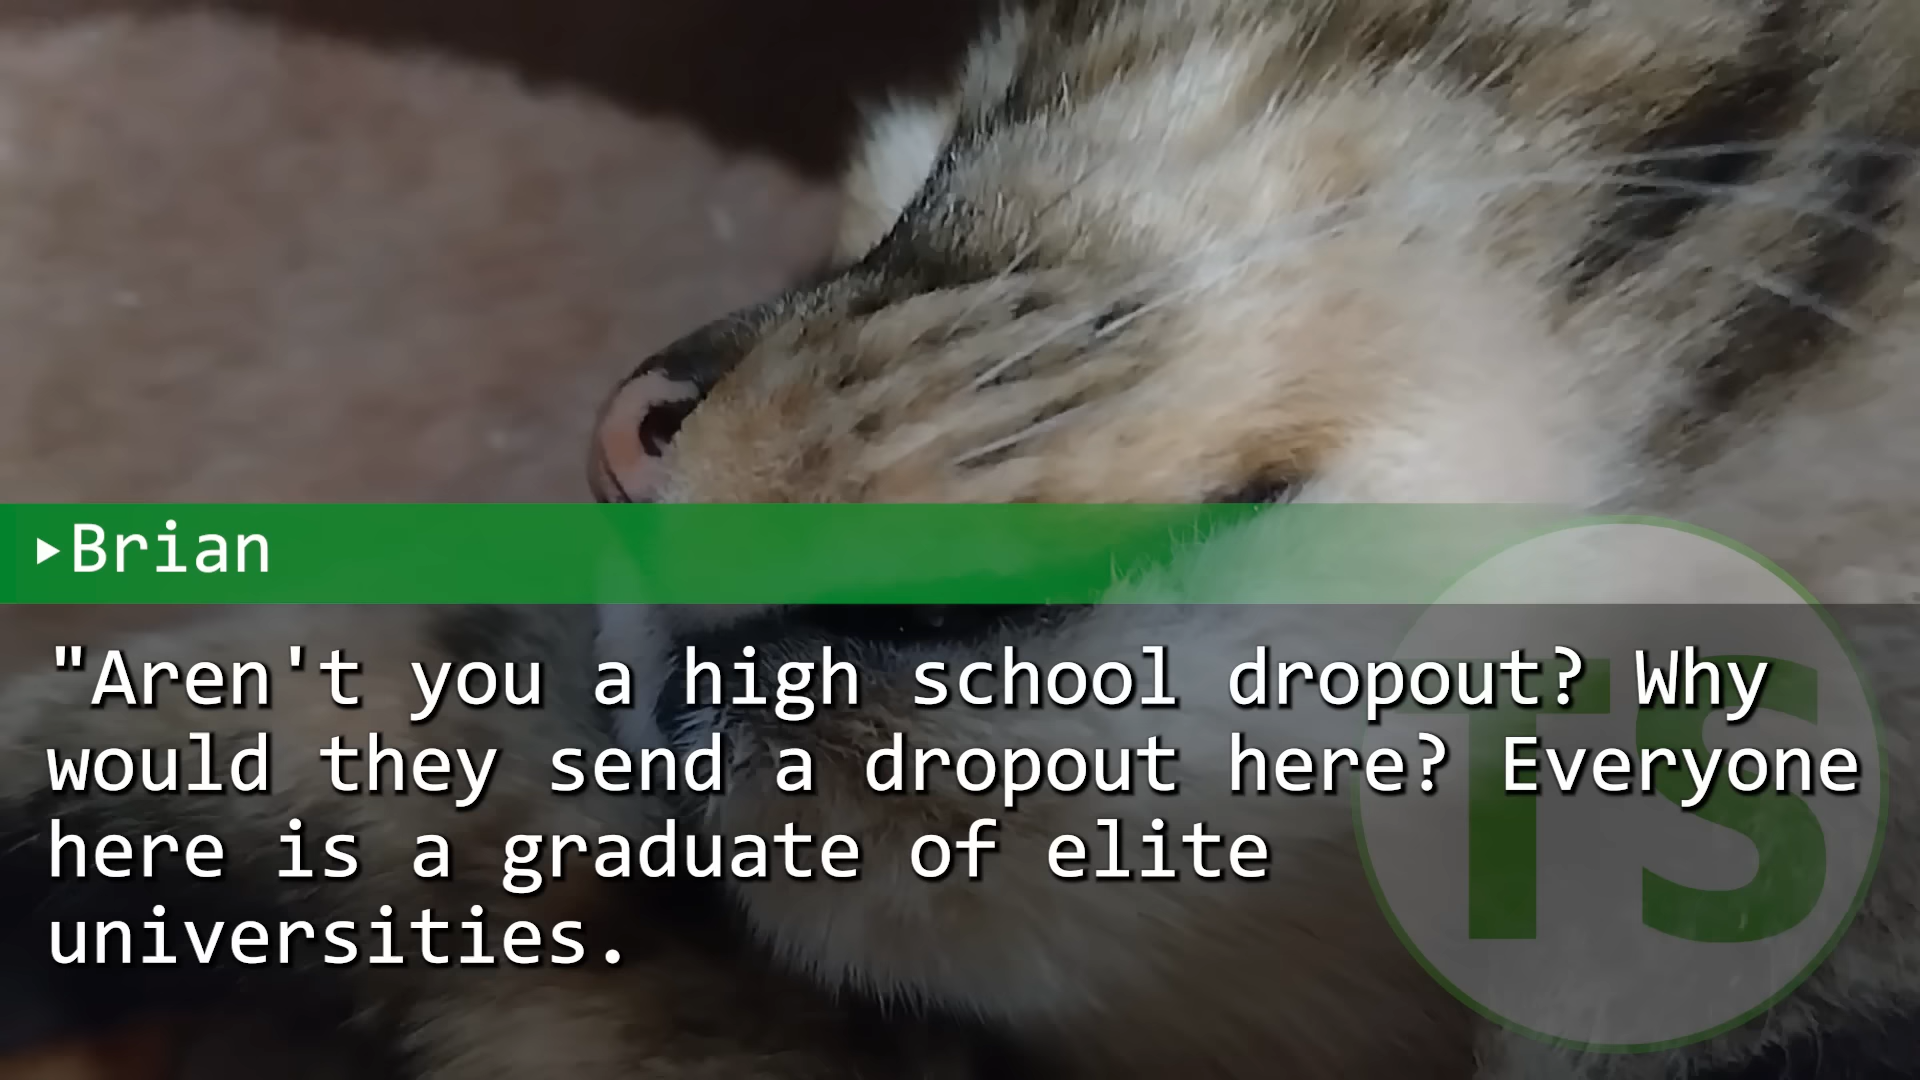 ▶Brian
"Aren't you a high school dropout? Why
would they send a dropout here? Everyone
here is a graduate of elite
universities.
TS